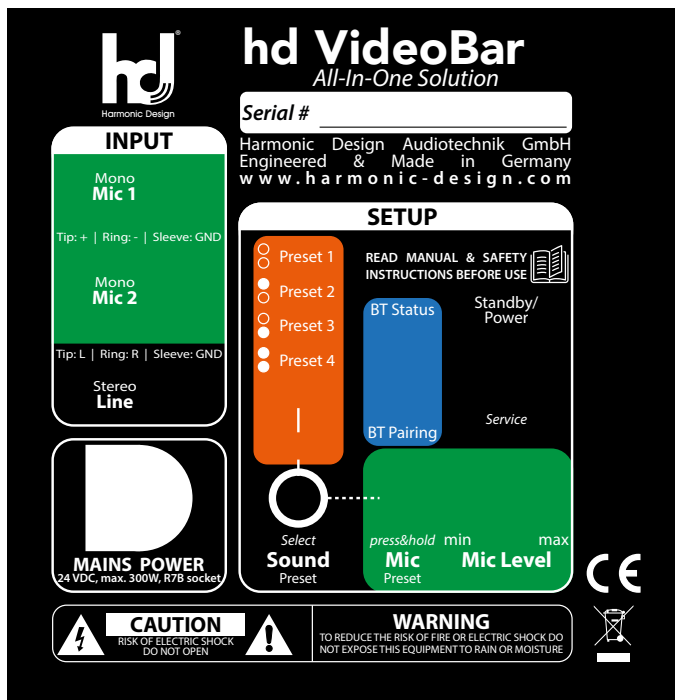 hd®
Harmonic Design
hd VideoBar
All-In-One Solution
Serial #
Harmonic Design Audiotechnik GmbH
Engineered & Made in Germany
www.harmonic-design.com
INPUT
Mono
Mic 1
Tip: + | Ring: - | Sleeve: GND
Mono
Mic 2
Tip: L | Ring: R | Sleeve: GND
Stereo
Line
MAINS POWER
24 VDC, max. 300W, R7B socket
SETUP
Preset 1
Preset 2
Preset 3
Preset 4
READ MANUAL & SAFETY
INSTRUCTIONS BEFORE USE
BT Status
Standby/
Power
BT Pairing
Service
Select
Sound
Preset
press&hold
Mic
Preset
min max
Mic Level
CE
CAUTION
RISK OF ELECTRIC SHOCK
DO NOT OPEN
WARNING
TO REDUCE THE RISK OF FIRE OR ELECTRIC SHOCK DO
NOT EXPOSE THIS EQUIPMENT TO RAIN OR MOISTURE